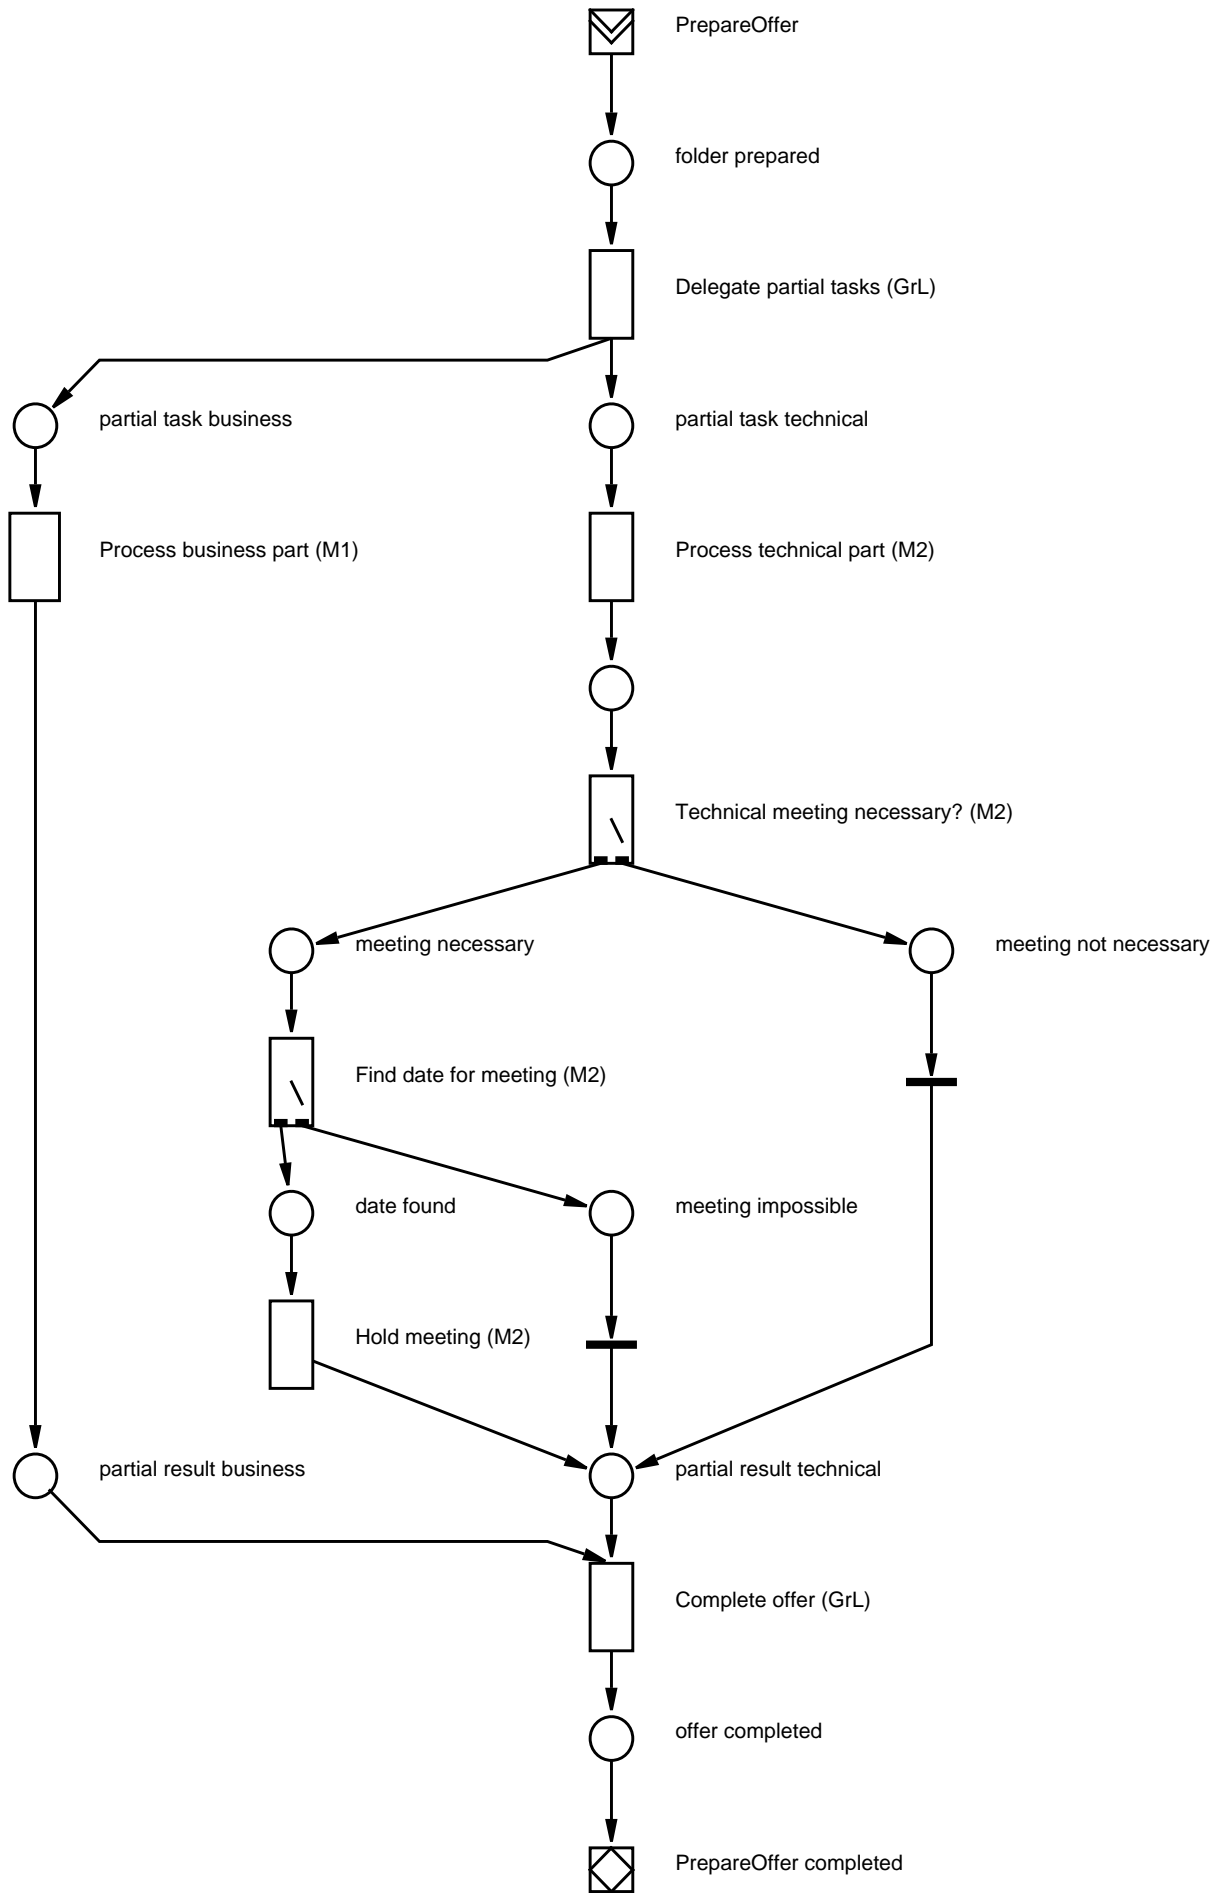 PrepareOffer
folder prepared
Delegate partial tasks (GrL)
partial task business
partial task technical
Process business part (M1)
Process technical part (M2)
Technical meeting necessary? (M2)
meeting necessary
meeting not necessary
Find date for meeting (M2)
date found
meeting impossible
Hold meeting (M2)
partial result business
partial result technical
Complete offer (GrL)
offer completed
PrepareOffer completed